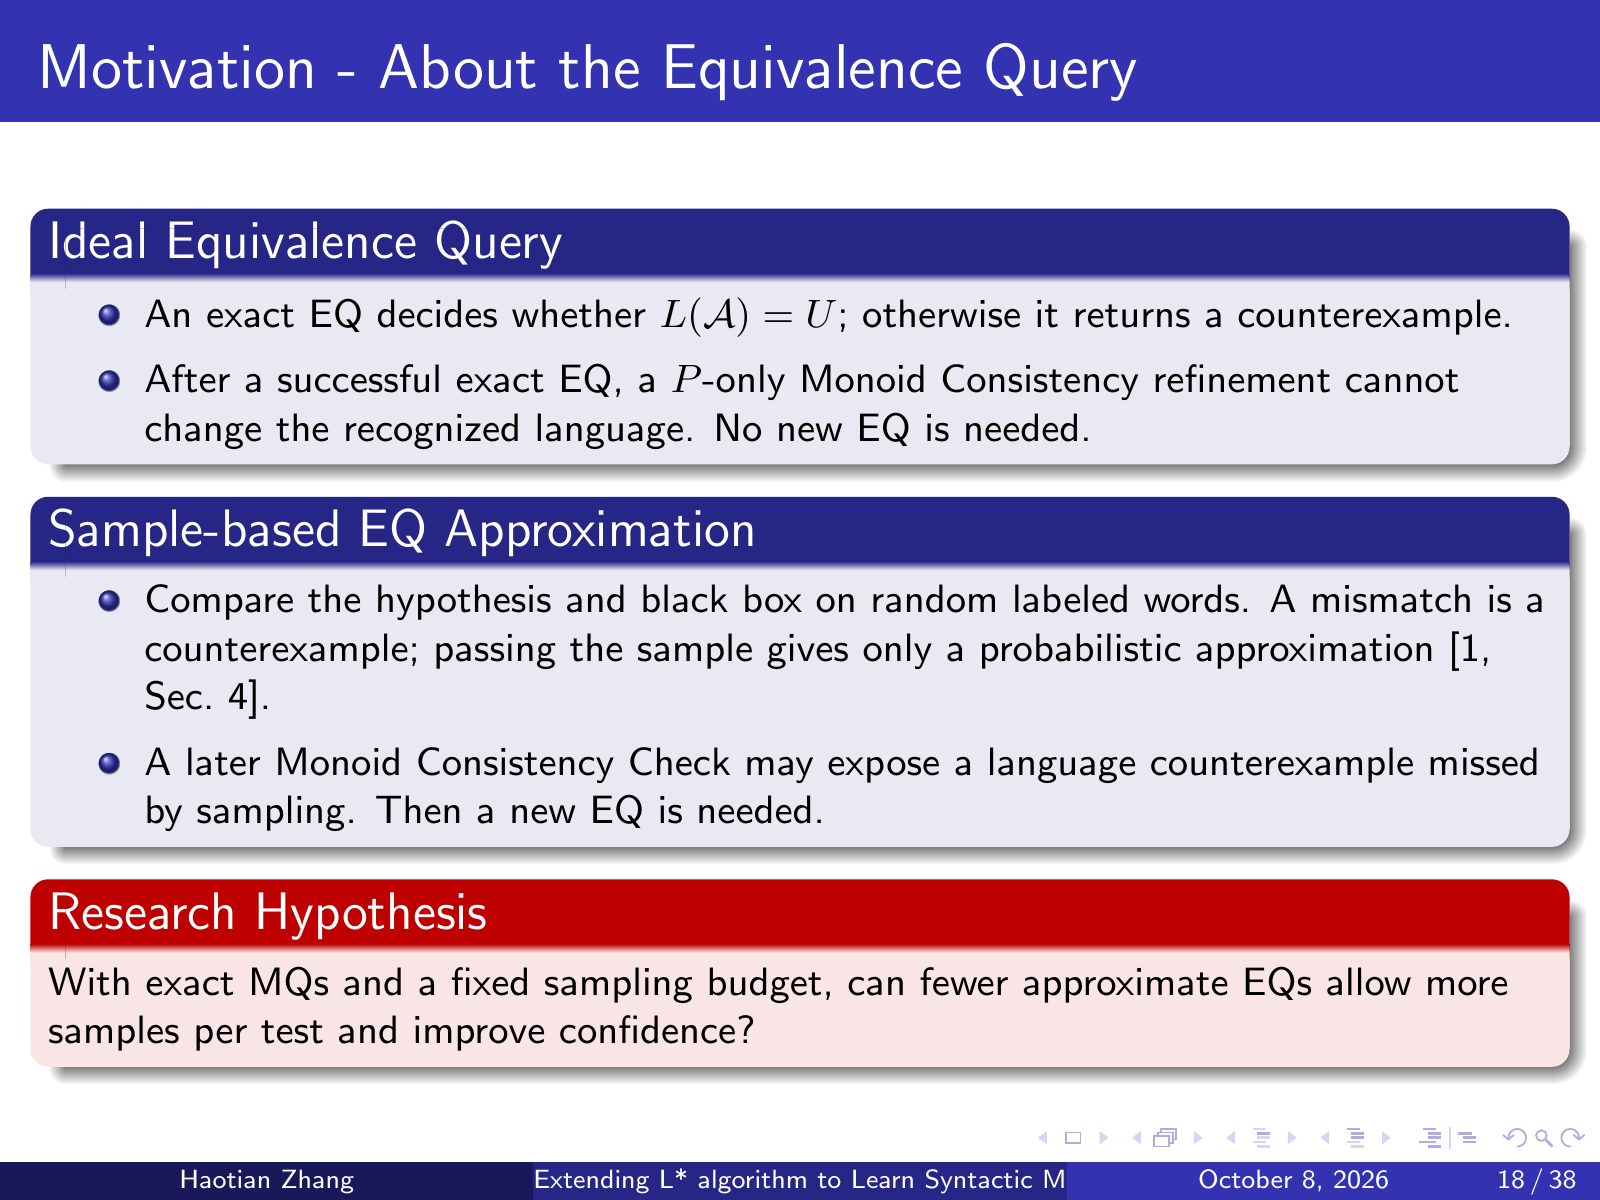 Motivation - About the Equivalence Query
Ideal Equivalence Query
An exact EQ decides whether L(𝒜) = U; otherwise it returns a counterexample.
After a successful exact EQ, a P-only Monoid Consistency refinement cannot
change the recognized language. No new EQ is needed.
Sample-based EQ Approximation
Compare the hypothesis and black box on random labeled words. A mismatch is a
counterexample; passing the sample gives only a probabilistic approximation [1,
Sec. 4].
A later Monoid Consistency Check may expose a language counterexample missed
by sampling. Then a new EQ is needed.
Research Hypothesis
With exact MQs and a fixed sampling budget, can fewer approximate EQs allow more
samples per test and improve confidence?
Haotian Zhang Extending L* algorithm to Learn Syntactic M October 8, 2026 18 / 38